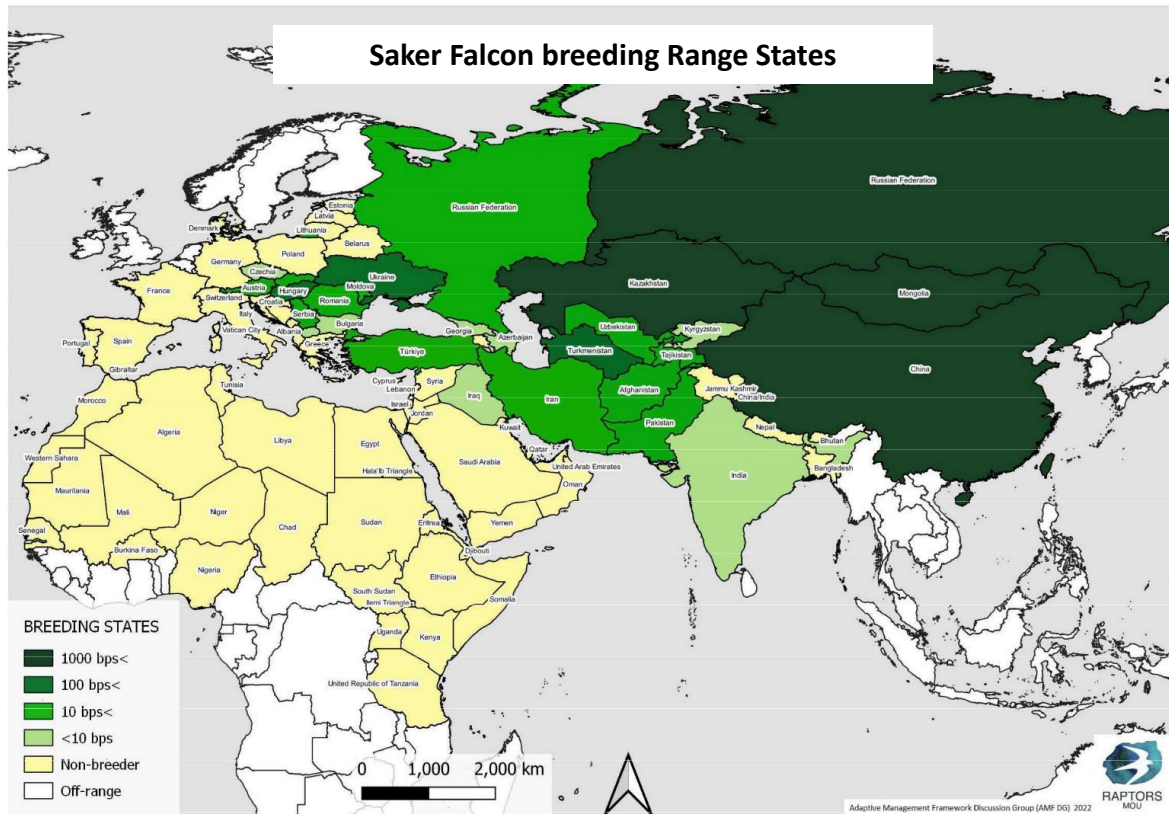 Saker Falcon breeding Range States
Russian Federation
Russian Federation
Estonia
Latvia
Denmark
Lithuania
Belarus
Poland
Germany
Czechia
Ukraine
Austria
Hungary
Moldova
France
Switzerland
Romania
Croatia
Kazakhstan
Mongolia
Italy
Serbia
Bulgaria
Georgia
Uzbekistan
Kyrgyzstan
Vatican City
Albania
Azerbaijan
Portugal
Spain
Greece
Türkiye
Turkmenistan
Tajikistan
Gibraltar
China
Tunisia
Cyprus
Lebanon
Syria
Afghanistan
Jammu Kashmir
China/India
Morocco
Israel
Iraq
Iran
Jordan
Pakistan
Nepal
Bhutan
Algeria
Libya
Egypt
Kuwait
Western Sahara
Saudi Arabia
Qatar
United Arab Emirates
Bangladesh
Hala'Ib Triangle
Oman
India
Mauritania
Mali
Niger
Chad
Sudan
Eritrea
Yemen
Senegal
Burkina Faso
Djibouti
Nigeria
Ethiopia
South Sudan
Ilemi Triangle
Somalia
Uganda
Kenya
United Republic of Tanzania
BREEDING STATES
1000 bps<
100 bps<
10 bps<
<10 bps
Non-breeder
Off-range
0 1,000 2,000 km
RAPTORS
MOU
Adaptive Management Framework Discussion Group (AMF DG) 2022